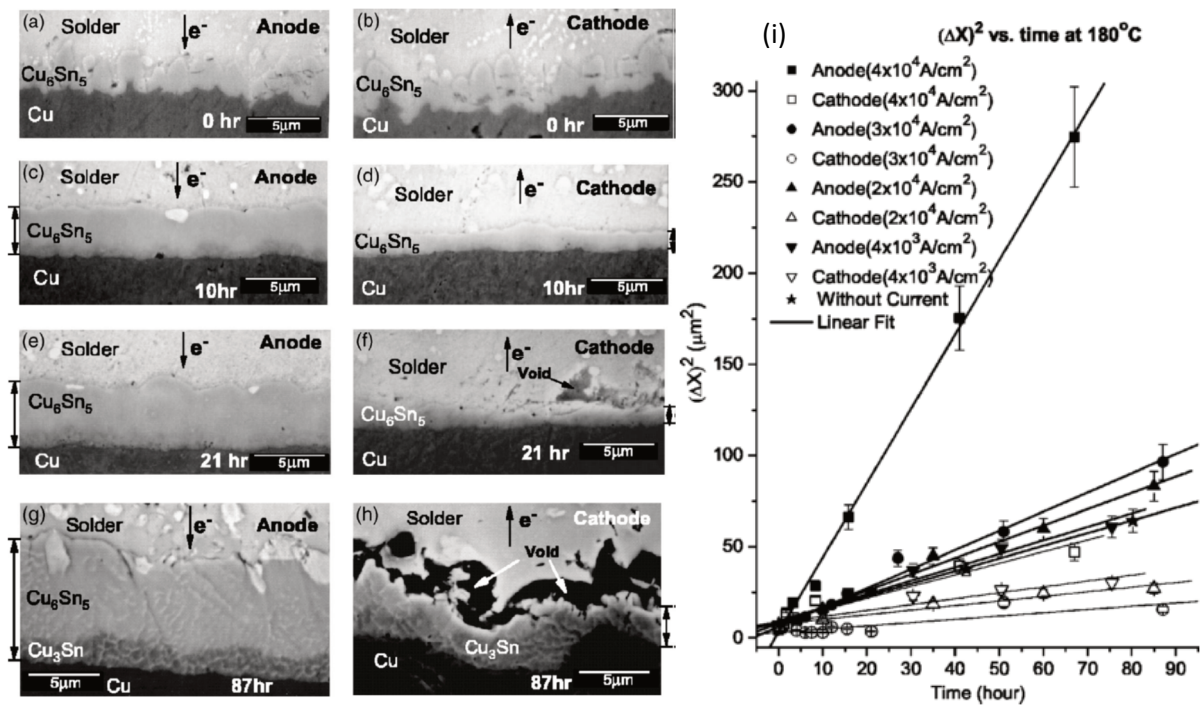 (a)
Solder
e⁻
Anode
Cu₆Sn₅
Cu
0 hr
5μm
(b)
Solder
e⁻
Cathode
Cu₆Sn₅
Cu
0 hr
5μm
(c)
Solder
e⁻
Anode
Cu₆Sn₅
Cu
10hr
5μm
(d)
Solder
e⁻
Cathode
Cu₆Sn₅
Cu
10hr
5μm
(e)
Solder
e⁻
Anode
Cu₆Sn₅
Cu
21 hr
5μm
(f)
Solder
e⁻
Cathode
Void
Cu₆Sn₅
Cu
21 hr
5μm
(g)
Solder
e⁻
Anode
Cu₆Sn₅
Cu₃Sn
5μm
Cu
87hr
(h)
Solder
e⁻
Cathode
Void
Cu₃Sn
Cu
87hr
5μm
(i)
(ΔX)² vs. time at 180°C
Anode(4x10⁴A/cm²)
Cathode(4x10⁴A/cm²)
Anode(3x10⁴A/cm²)
Cathode(3x10⁴A/cm²)
Anode(2x10⁴A/cm²)
Cathode(2x10⁴A/cm²)
Anode(4x10³A/cm²)
Cathode(4x10³A/cm²)
Without Current
Linear Fit
(ΔX)² (μm²)
300
250
200
150
100
50
0
0 10 20 30 40 50 60 70 80 90
Time (hour)